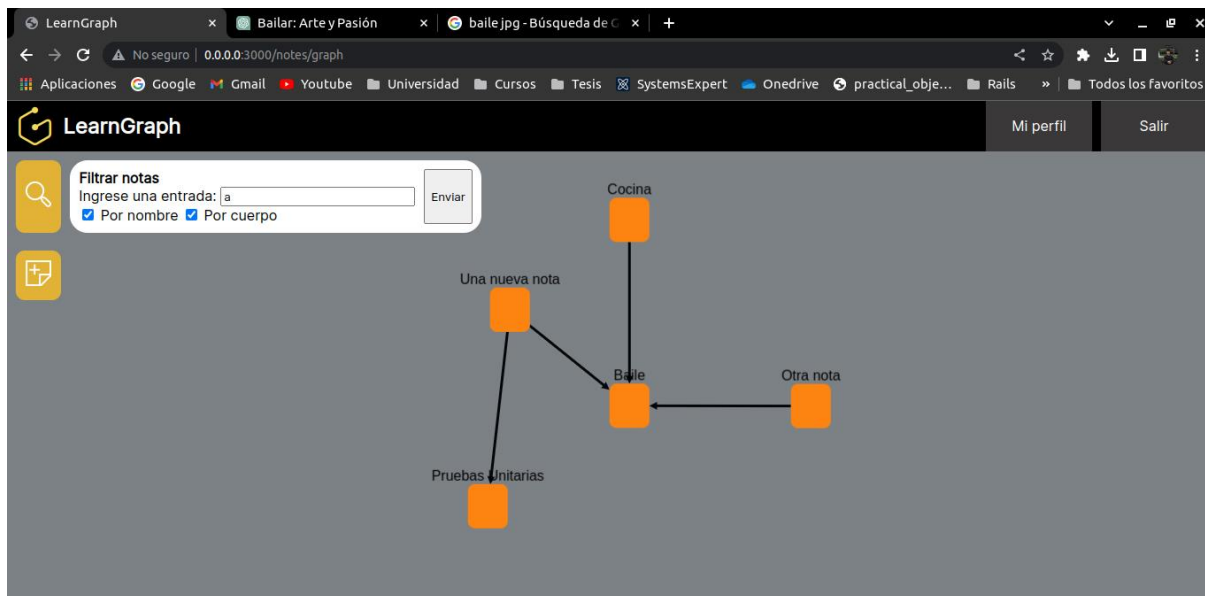 LearnGraph
Bailar: Arte y Pasión
baile jpg - Búsqueda de G
No seguro
0.0.0.0:3000/notes/graph
Aplicaciones Google Gmail Youtube Universidad Cursos Tesis SystemsExpert Onedrive practical_obje... Rails » Todos los favoritos
LearnGraph
Mi perfil
Salir
Filtrar notas
Ingrese una entrada: a
Enviar
Por nombre Por cuerpo
Cocina
Una nueva nota
Baile
Otra nota
Pruebas Unitarias